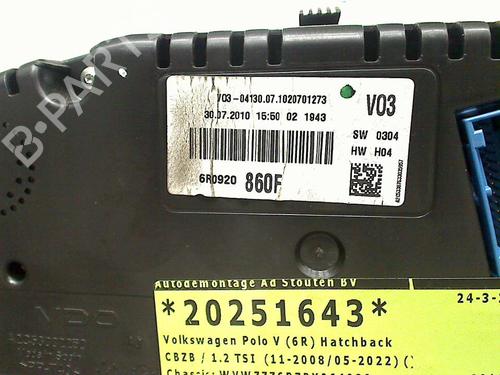 B-PARTS
V03-04130.07.1020701273
30.07.2010 15:50 02 1943
V03
SW 0304
HW H04
6R0920 860F
Autodemontage Ad Stouten BV
*20251643*
24-3-
Volkswagen Polo V (6R) Hatchback
CBZB / 1.2 TSI (11-2008/05-2022) (